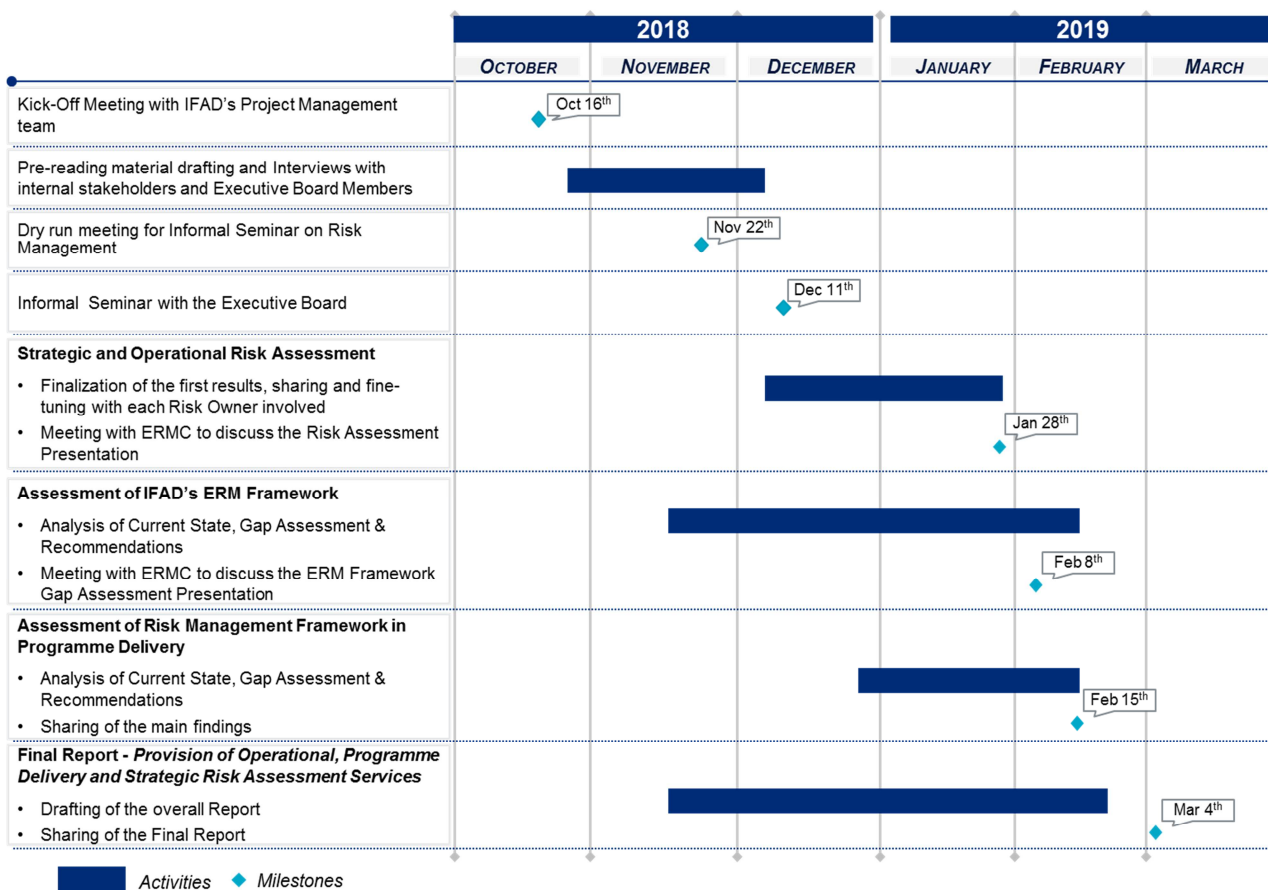 2018 2019
OCTOBER NOVEMBER DECEMBER JANUARY FEBRUARY MARCH
Kick-Off Meeting with IFAD's Project Management
team
Oct 16th
Pre-reading material drafting and Interviews with
internal stakeholders and Executive Board Members
Dry run meeting for Informal Seminar on Risk
Management
Nov 22th
Informal Seminar with the Executive Board
Dec 11th
Strategic and Operational Risk Assessment
• Finalization of the first results, sharing and fine-
tuning with each Risk Owner involved
• Meeting with ERMC to discuss the Risk Assessment
Presentation
Jan 28th
Assessment of IFAD's ERM Framework
• Analysis of Current State, Gap Assessment &
Recommendations
• Meeting with ERMC to discuss the ERM Framework
Gap Assessment Presentation
Feb 8th
Assessment of Risk Management Framework in
Programme Delivery
• Analysis of Current State, Gap Assessment &
Recommendations
• Sharing of the main findings
Feb 15th
Final Report - Provision of Operational, Programme
Delivery and Strategic Risk Assessment Services
• Drafting of the overall Report
• Sharing of the Final Report
Mar 4th
Activities Milestones